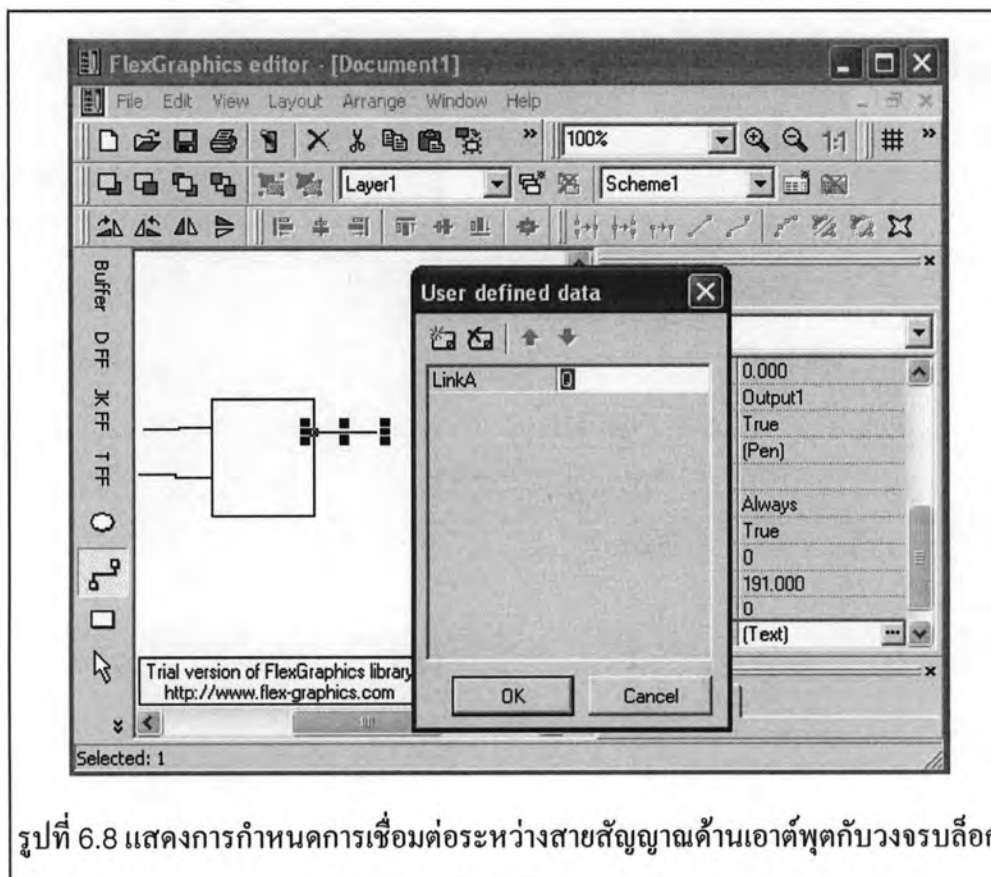 FlexGraphics editor - [Document1]
File Edit View Layout Arrange Window Help
100%
1:1
Layer1
Scheme1
Buffer
D FF
JK FF
T FF
User defined data
LinkA
0.000
Output1
True
(Pen)
Always
True
0
191.000
0
(Text)
OK
Cancel
Trial version of FlexGraphics library
http://www.flex-graphics.com
Selected: 1
รูปที่ 6.8 แสดงการกำหนดการเชื่อมต่อระหว่างสายสัญญาณด้านเอาต์พุตกับวงจรบล็อก